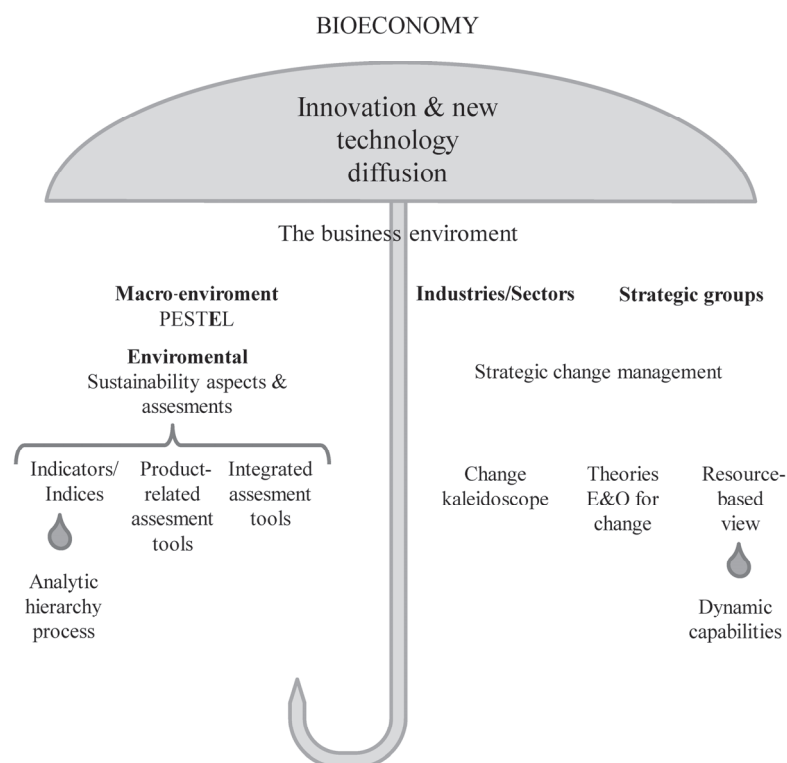 BIOECONOMY
Innovation & new
technology
diffusion
The business enviroment
Macro-enviroment
PESTEL
Enviromental
Sustainability aspects &
assesments
Indicators/
Indices
Product-
related
assesment
tools
Integrated
assesment
tools
Analytic
hierarchy
process
Industries/Sectors
Strategic groups
Strategic change management
Change
kaleidoscope
Theories
E&O for
change
Resource-
based
view
Dynamic
capabilities